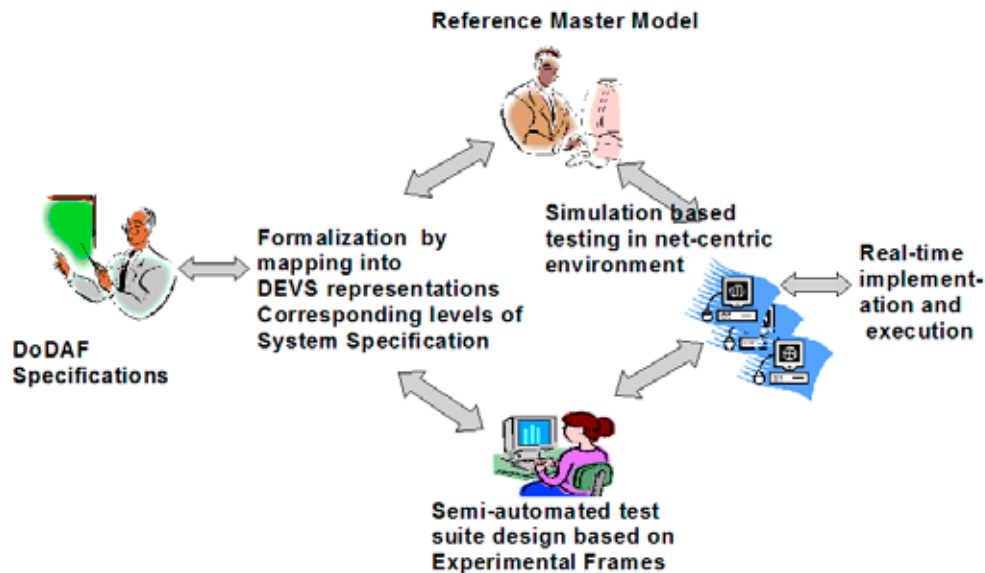 Reference Master Model
DoDAF
Specifications
Formalization by
mapping into
DEVS representations
Corresponding levels of
System Specification
Simulation based
testing in net-centric
environment
Real-time
implement-
ation and
execution
Semi-automated test
suite design based on
Experimental Frames